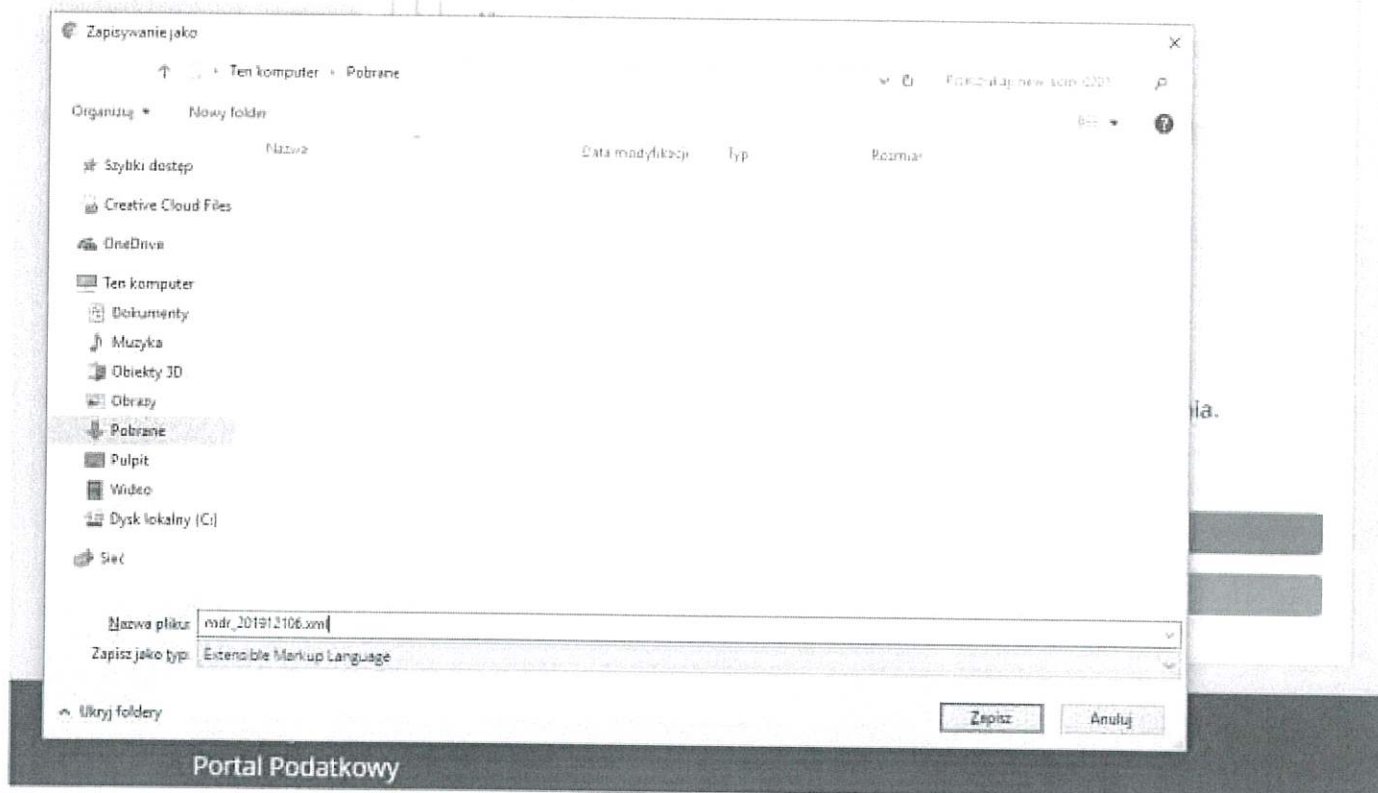 Zapisywanie jako
Ten komputer › Pobrane
Organizuj Nowy folder
Nazwa Data modyfikacji Typ Rozmiar
Szybki dostęp
Creative Cloud Files
OneDrive
Ten komputer
Dokumenty
Muzyka
Obiekty 3D
Obrazy
Pobrane
Pulpit
Wideo
Dysk lokalny (C:)
Sieć
Nazwa pliku: mdr_201912106.xml
Zapisz jako typ: Extensible Markup Language
Ukryj foldery Zapisz Anuluj
Portal Podatkowy